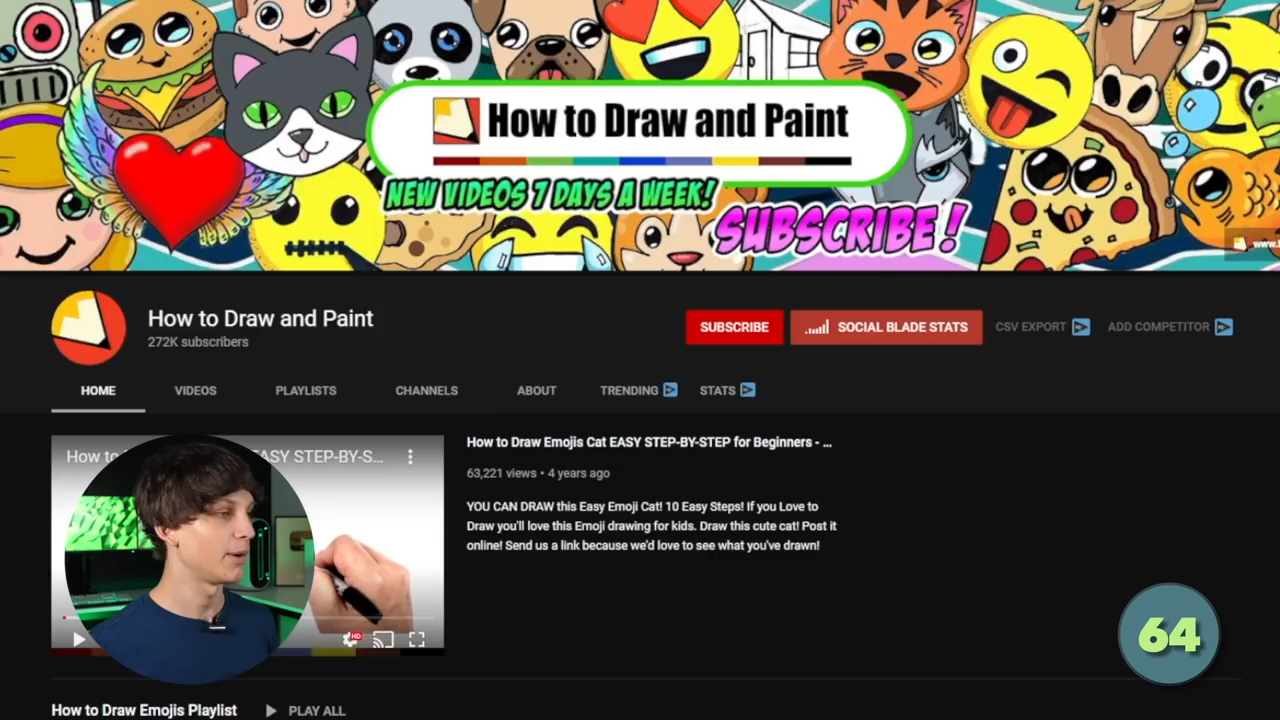 How to Draw and Paint
NEW VIDEOS 7 DAYS A WEEK!
SUBSCRIBE!
How to Draw and Paint
272K subscribers
SUBSCRIBE
SOCIAL BLADE STATS
CSV EXPORT
ADD COMPETITOR
HOME
VIDEOS
PLAYLISTS
CHANNELS
ABOUT
TRENDING
STATS
How to
EASY STEP-BY-S...
HD
How to Draw Emojis Cat EASY STEP-BY-STEP for Beginners - ...
63,221 views • 4 years ago
YOU CAN DRAW this Easy Emoji Cat! 10 Easy Steps! If you Love to
Draw you'll love this Emoji drawing for kids. Draw this cute cat! Post it
online! Send us a link because we'd love to see what you've drawn!
64
How to Draw Emojis Playlist
PLAY ALL